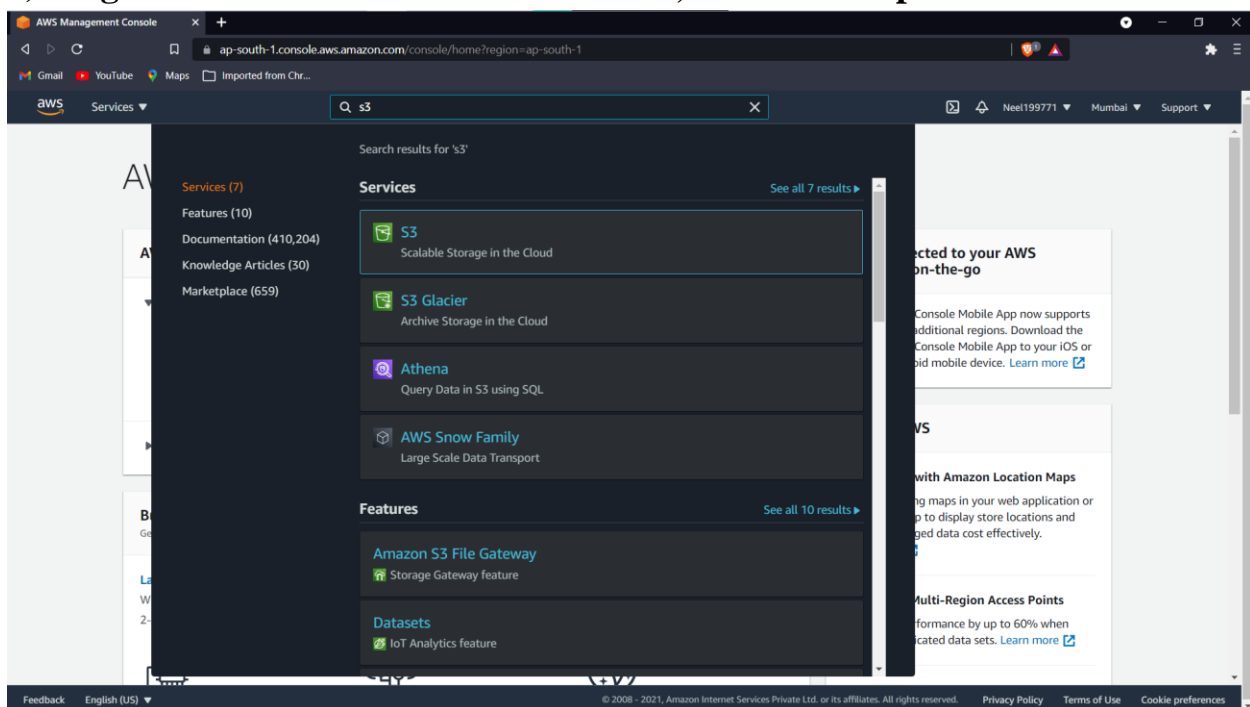 AWS Management Console
ap-south-1.console.aws.amazon.com/console/home?region=ap-south-1
Gmail YouTube Maps Imported from Chr...
aws Services s3 Neel199771 Mumbai Support
Search results for 's3'
Services (7)
Features (10)
Documentation (410,204)
Knowledge Articles (30)
Marketplace (659)
Services See all 7 results
S3
Scalable Storage in the Cloud
S3 Glacier
Archive Storage in the Cloud
Athena
Query Data in S3 using SQL
AWS Snow Family
Large Scale Data Transport
Features See all 10 results
Amazon S3 File Gateway
Storage Gateway feature
Datasets
IoT Analytics feature
to your AWS
on-the-go
Console Mobile App now supports
additional regions. Download the
Console Mobile App to your iOS or
mobile device. Learn more
with Amazon Location Maps
maps in your web application or
to display store locations and
data cost effectively.
Multi-Region Access Points
by up to 60% when
data sets. Learn more
Feedback English (US) © 2008 - 2021, Amazon Internet Services Private Ltd. or its affiliates. All rights reserved. Privacy Policy Terms of Use Cookie preferences